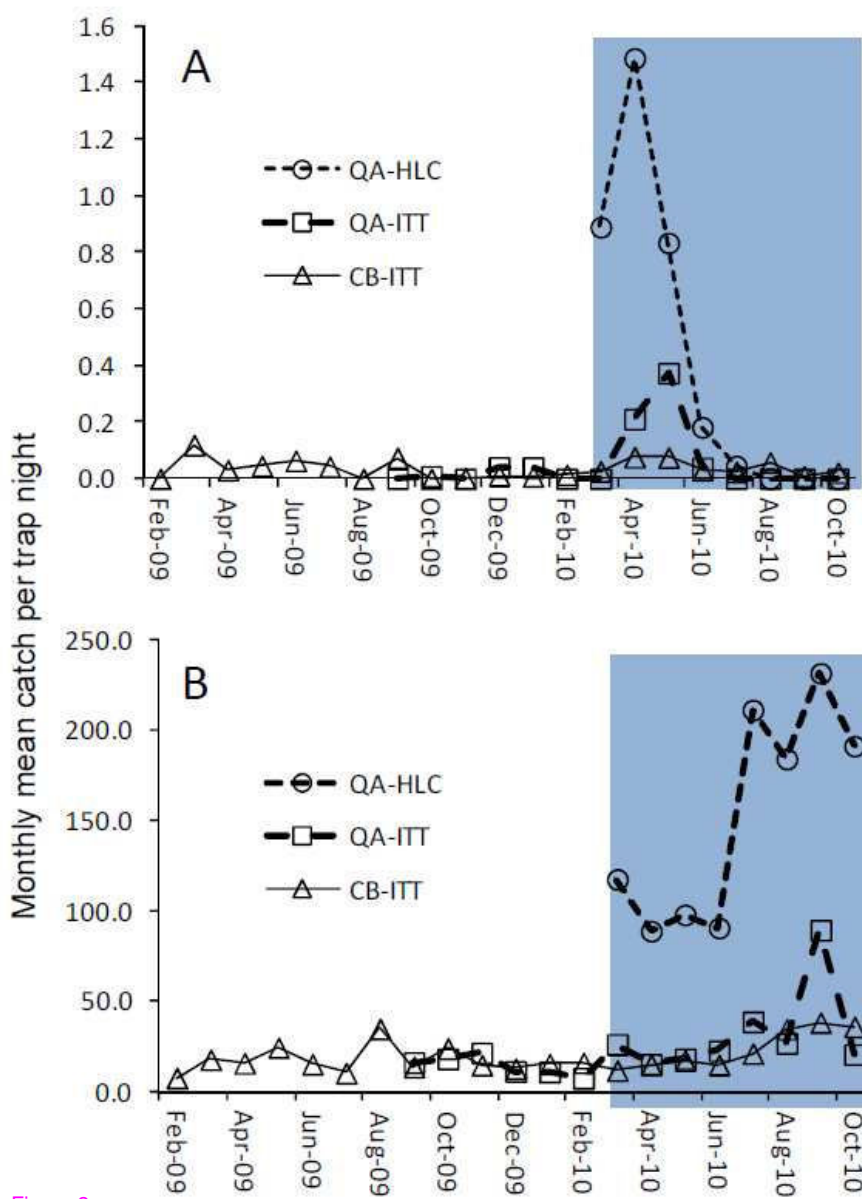 Monthly mean catch per trap night
A
1.6
1.4
1.2
1.0
0.8
0.6
0.4
0.2
0.0
QA-HLC
QA-ITT
CB-ITT
Feb-09
Apr-09
Jun-09
Aug-09
Oct-09
Dec-09
Feb-10
Apr-10
Jun-10
Aug-10
Oct-10
B
250.0
200.0
150.0
100.0
50.0
0.0
QA-HLC
QA-ITT
CB-ITT
Feb-09
Apr-09
Jun-09
Aug-09
Oct-09
Dec-09
Feb-10
Apr-10
Jun-10
Aug-10
Oct-10